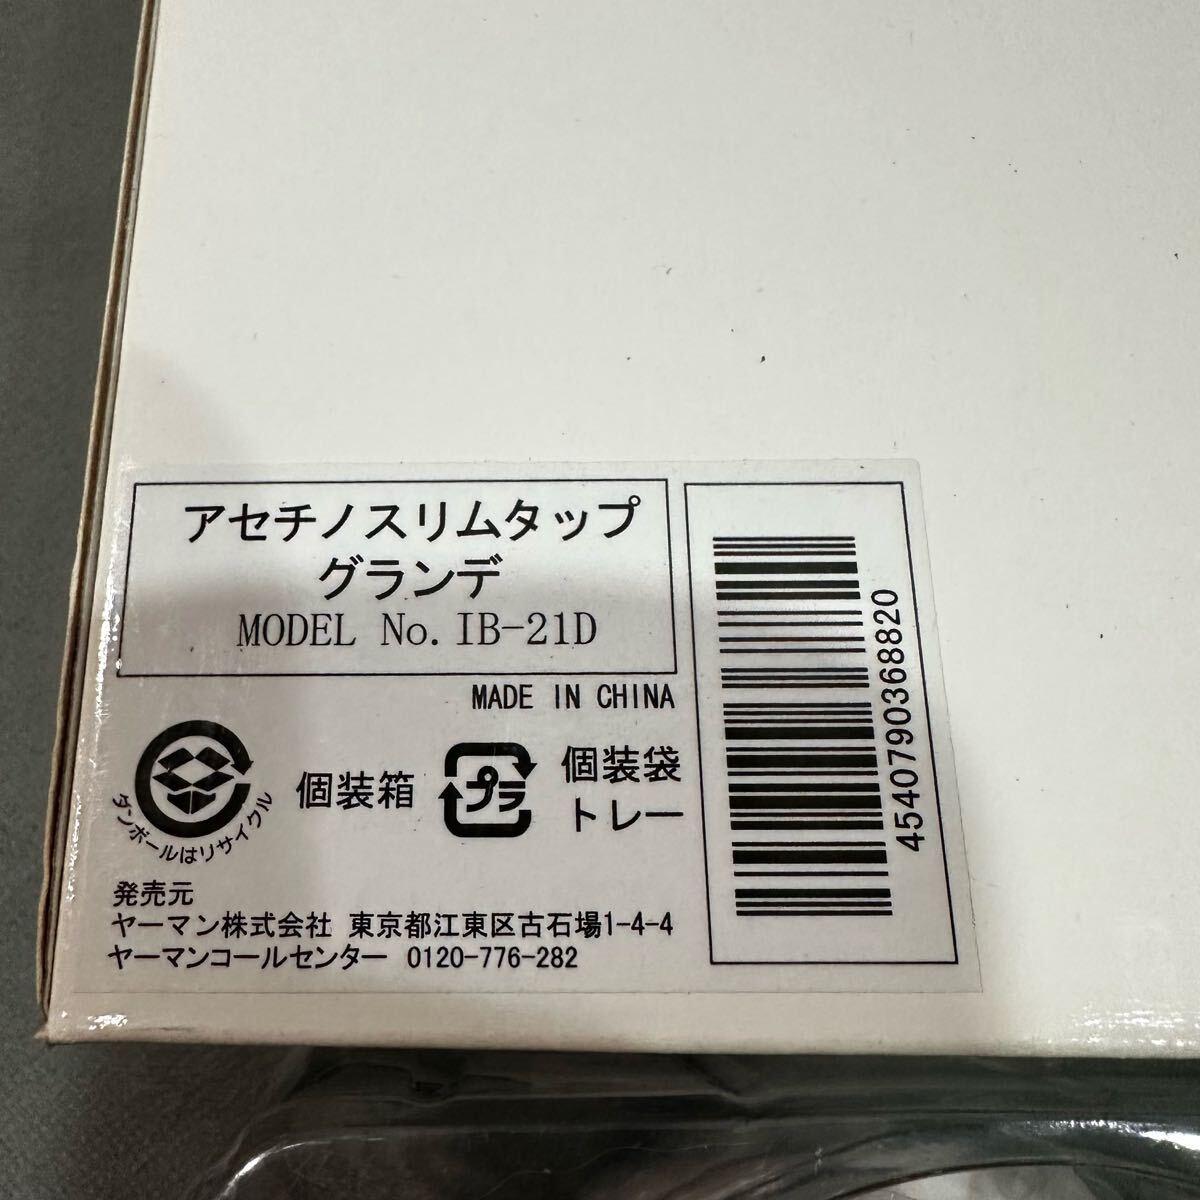 アセチノスリムタップ
グランデ
MODEL No. IB-21D
MADE IN CHINA
ダンボールはリサイクル
個装箱
プラ
個装袋
トレー
発売元
ヤーマン株式会社 東京都江東区古石場1-4-4
ヤーマンコールセンター 0120-776-282
4540790368820